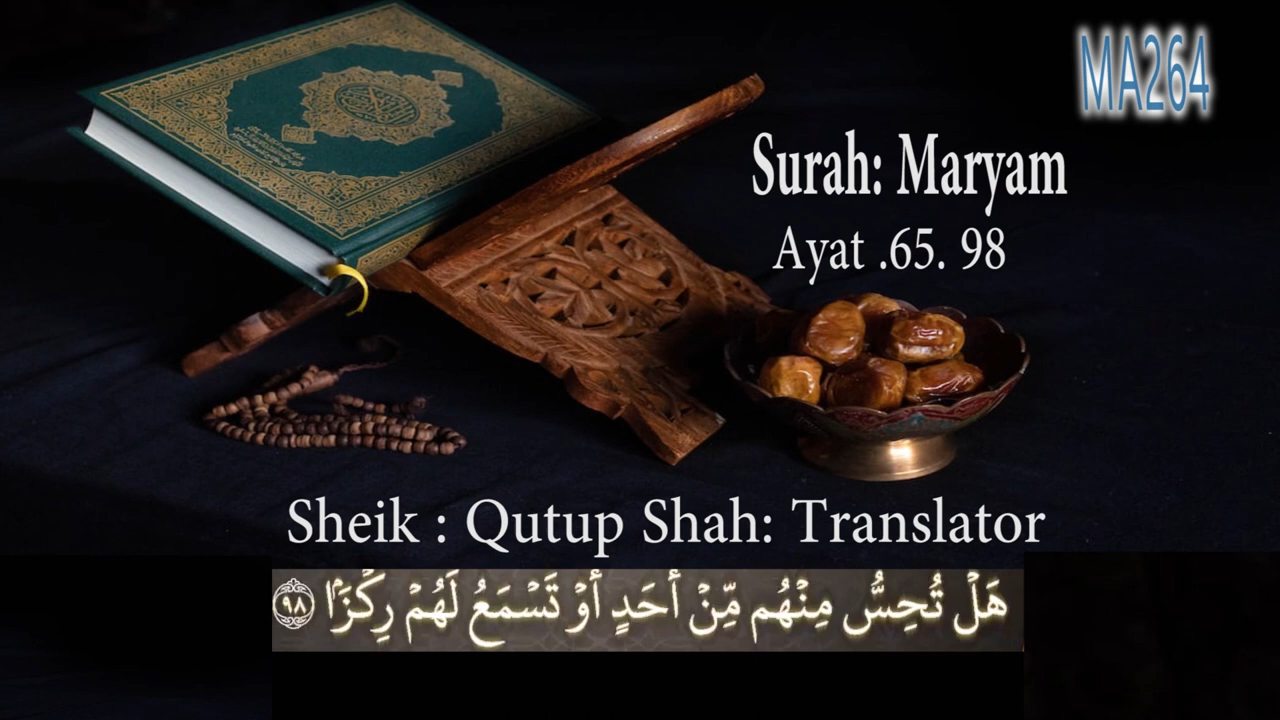 MA264
Surah: Maryam
Ayat .65. 98
Sheik : Qutup Shah: Translator
هَلْ تُحِسُّ مِنْهُم مِّنْ أَحَدٍ أَوْ تَسْمَعُ لَهُمْ رِكْزًۢا ٩٨